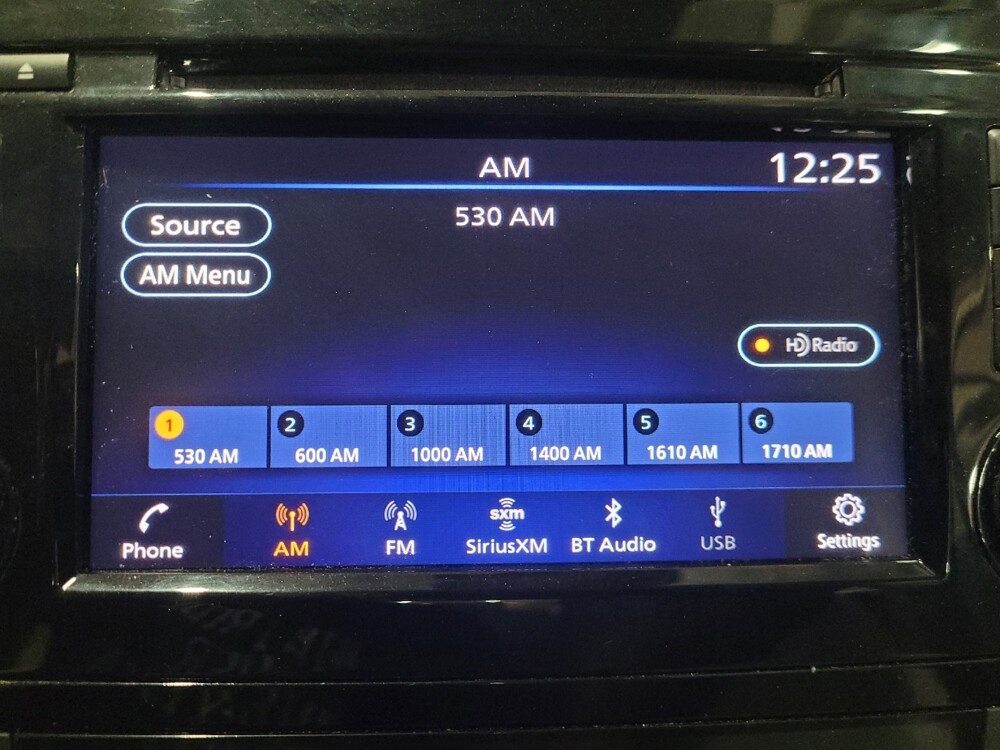 AM
12:25
530 AM
Source
AM Menu
HD Radio
1 2 3 4 5 6
530 AM 600 AM 1000 AM 1400 AM 1610 AM 1710 AM
sxm
Phone AM FM SiriusXM BT Audio USB Settings